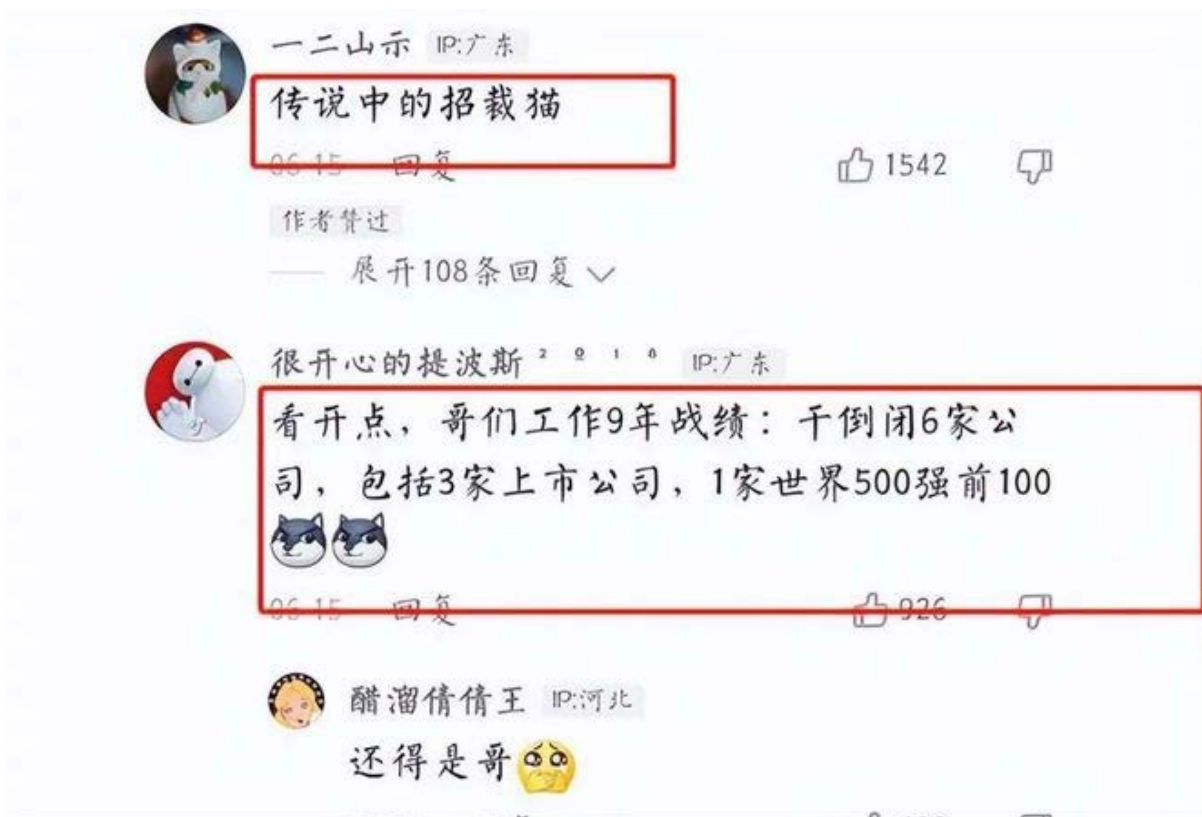 一二山示 IP:广东
传说中的招裁猫
06-15 回复 1542
作者赞过
展开108条回复
很开心的提波斯²⁰¹⁸ IP:广东
看开点，哥们工作9年战绩：干倒闭6家公
司，包括3家上市公司，1家世界500强前100
06-15 回复 926
醋溜倩倩王 IP:河北
还得是哥